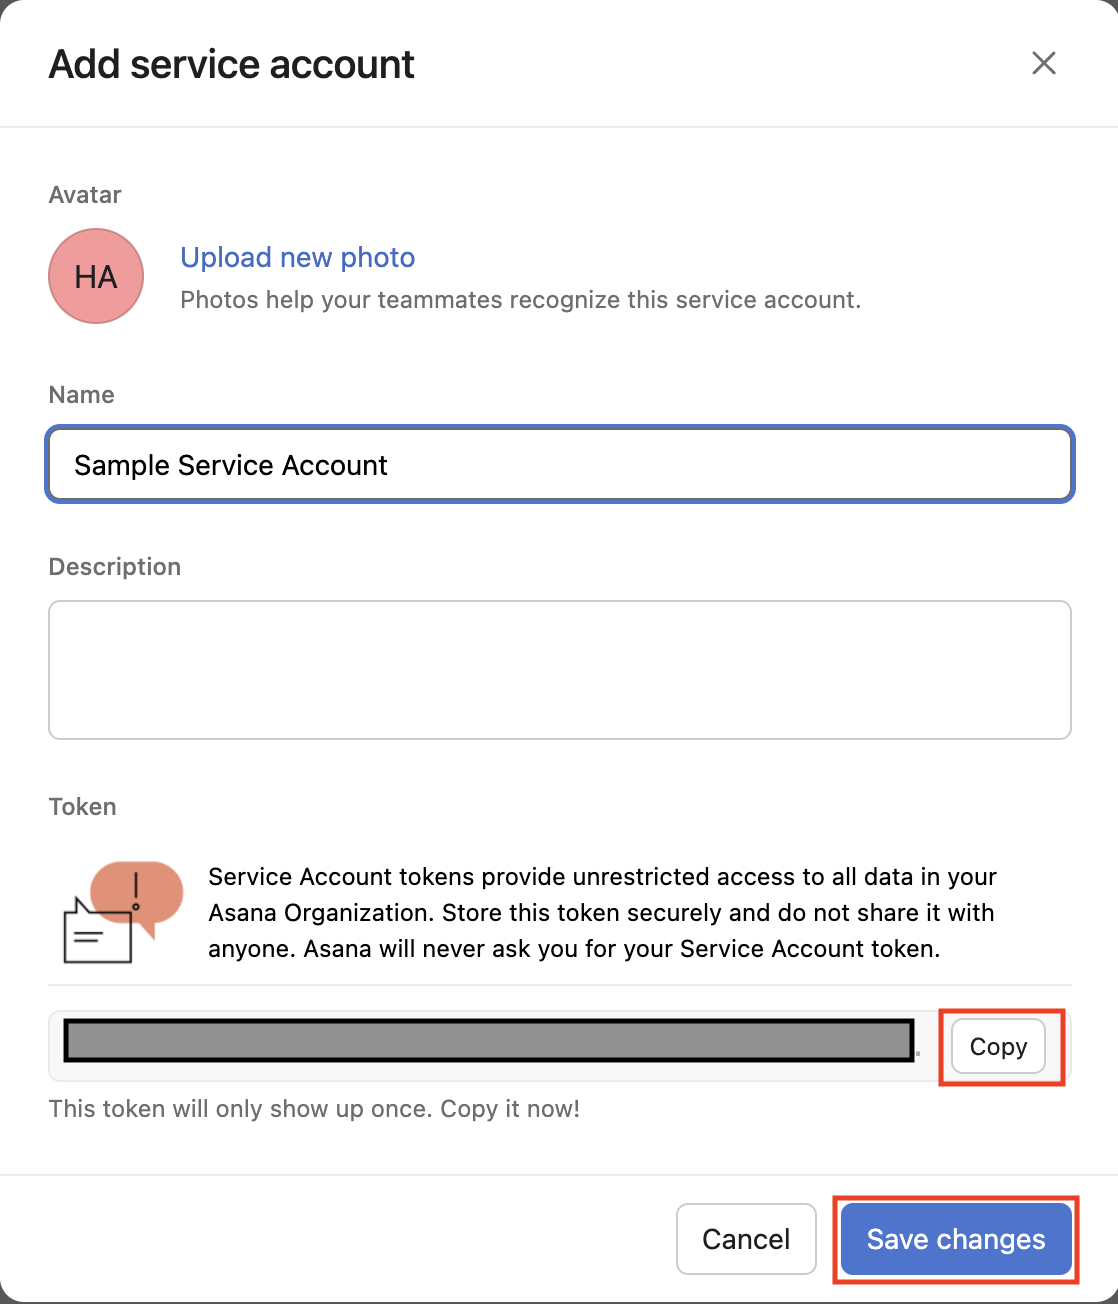 Add service account
Avatar
HA
Upload new photo
Photos help your teammates recognize this service account.
Name
Sample Service Account
Description
Token
Service Account tokens provide unrestricted access to all data in your
Asana Organization. Store this token securely and do not share it with
anyone. Asana will never ask you for your Service Account token.
Copy
This token will only show up once. Copy it now!
Cancel
Save changes